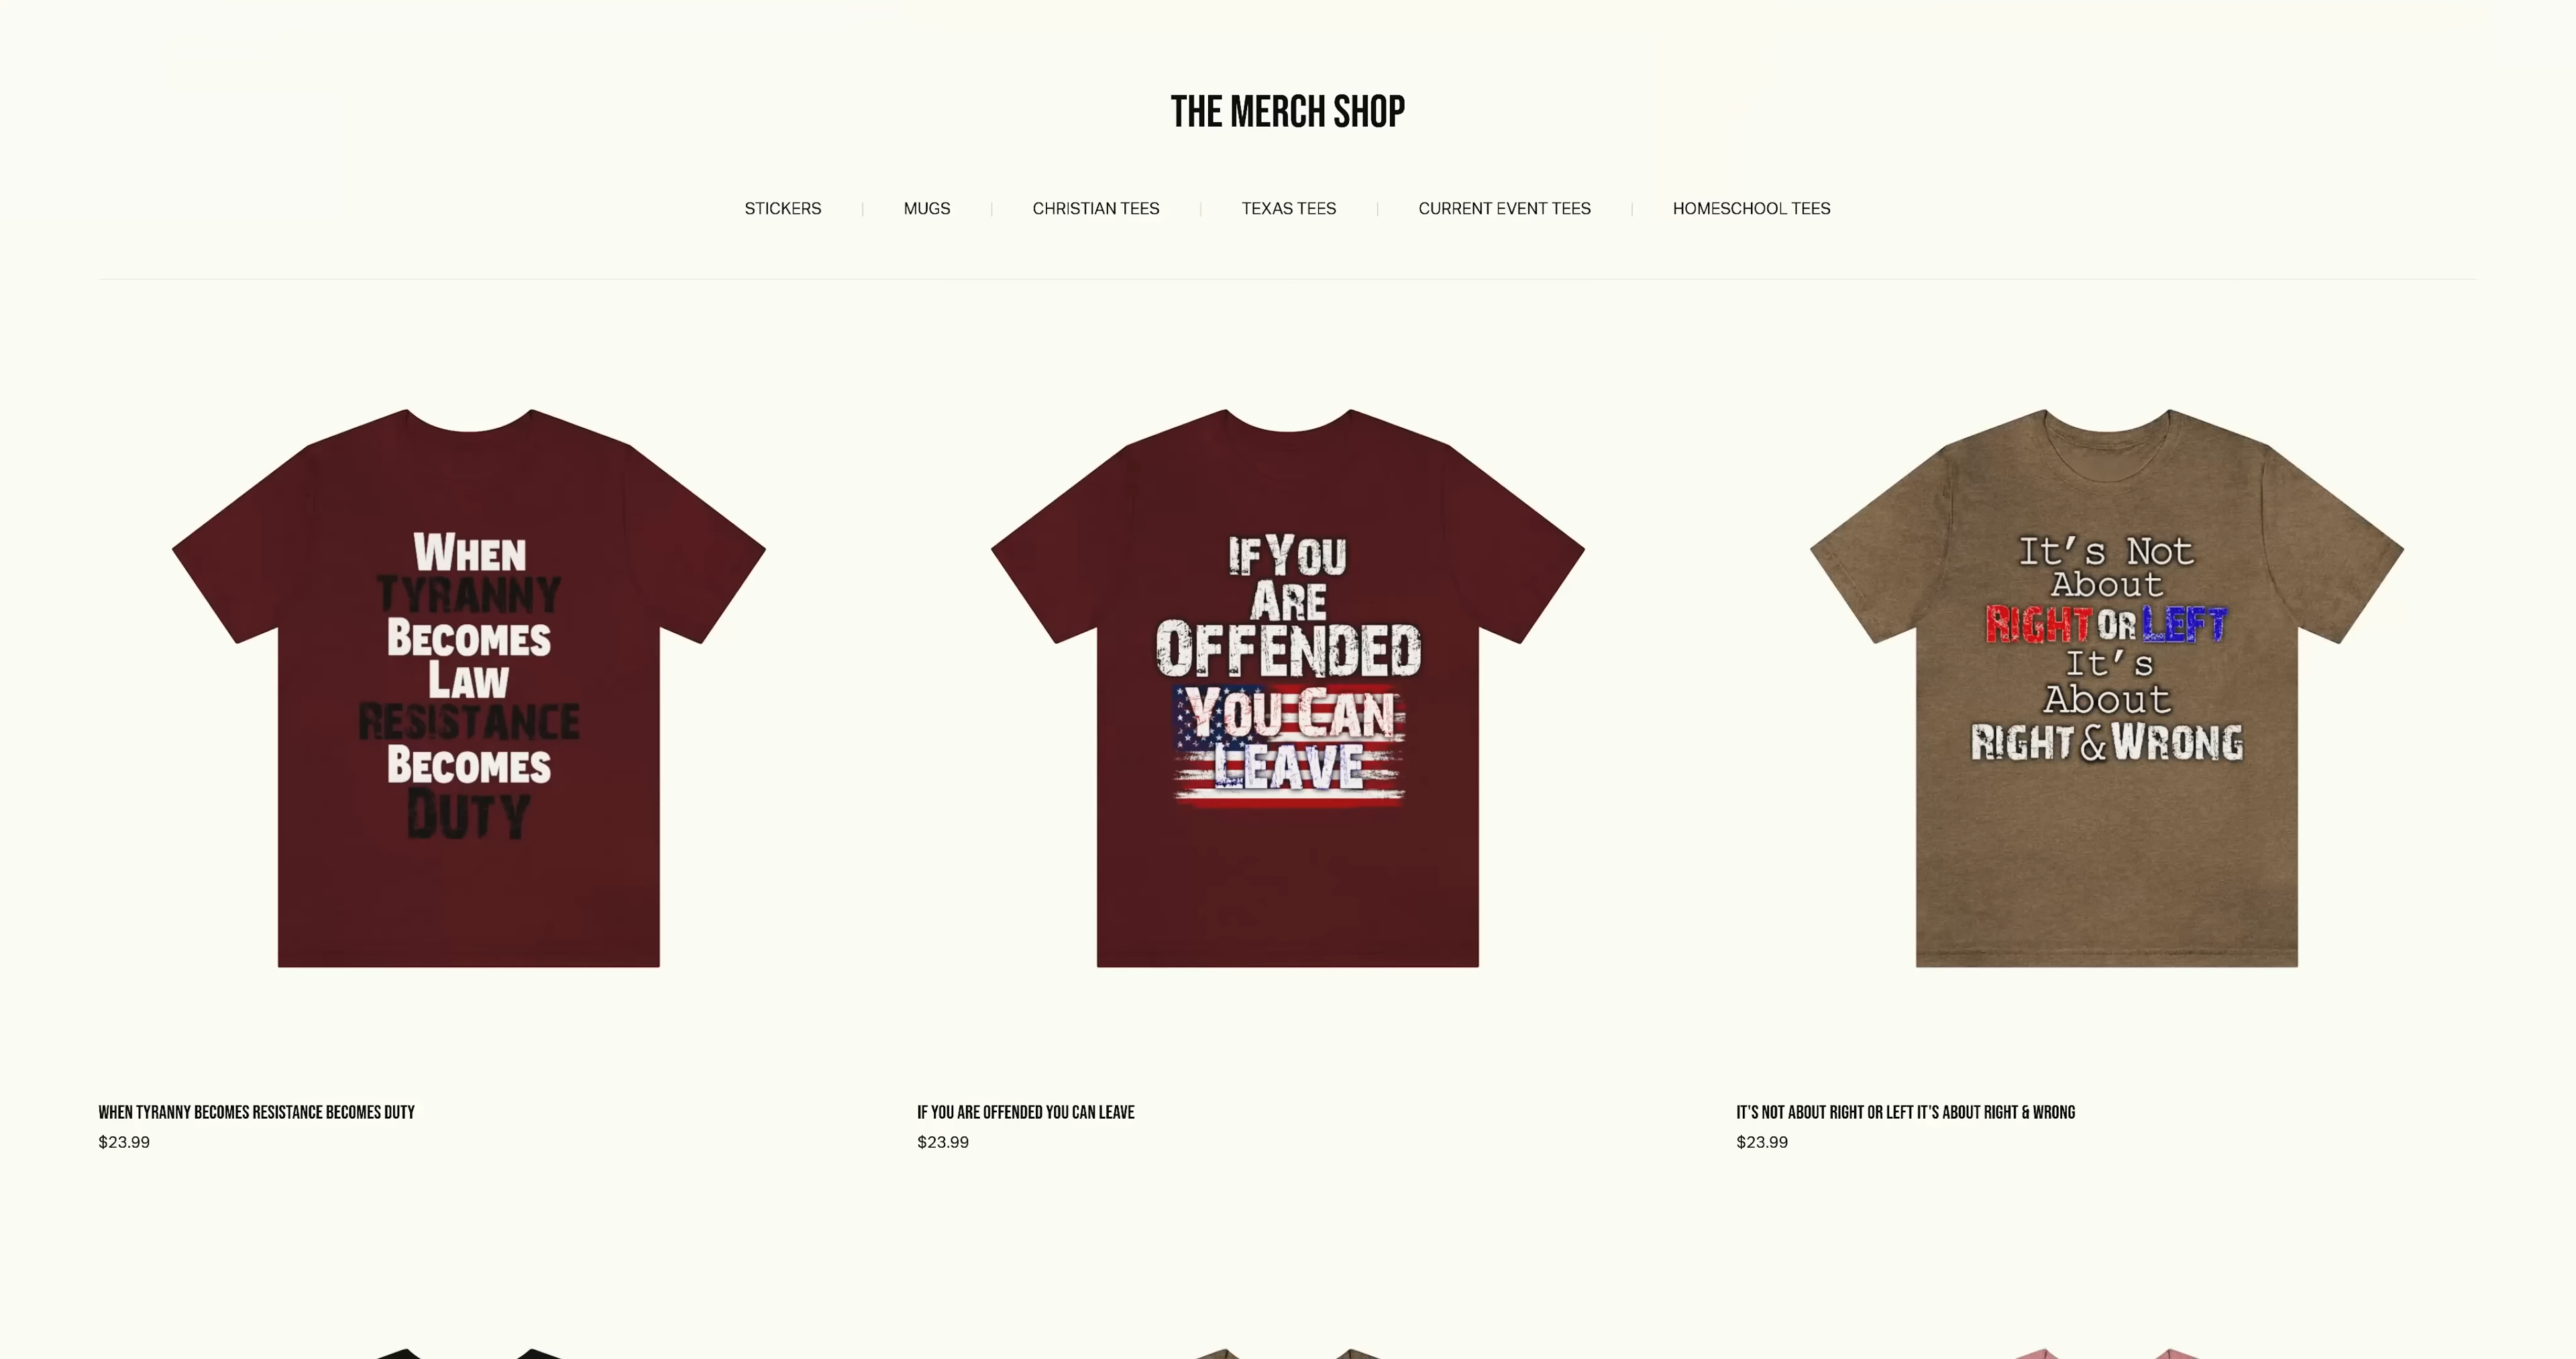 THE MERCH SHOP
STICKERS | MUGS | CHRISTIAN TEES | TEXAS TEES | CURRENT EVENT TEES | HOMESCHOOL TEES
WHEN
TYRANNY
BECOMES
LAW
RESISTANCE
BECOMES
DUTY
IF YOU
ARE
OFFENDED
YOU CAN
LEAVE
It's Not
About
RIGHT OR LEFT
It's
About
RIGHT & WRONG
WHEN TYRANNY BECOMES RESISTANCE BECOMES DUTY
$23.99
IF YOU ARE OFFENDED YOU CAN LEAVE
$23.99
IT'S NOT ABOUT RIGHT OR LEFT IT'S ABOUT RIGHT & WRONG
$23.99